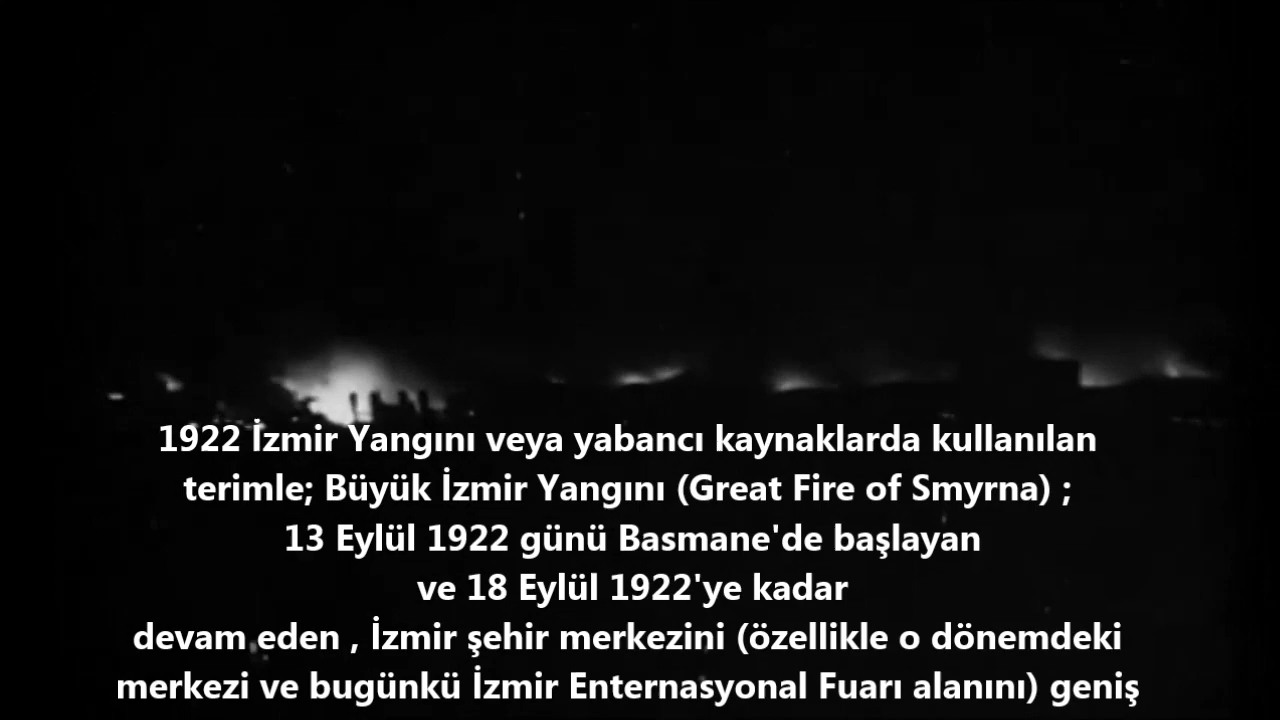 1922 İzmir Yangını veya yabancı kaynaklarda kullanılan
terimle; Büyük İzmir Yangını (Great Fire of Smyrna) ;
13 Eylül 1922 günü Basmane'de başlayan
ve 18 Eylül 1922'ye kadar
devam eden , İzmir şehir merkezini (özellikle o dönemdeki
merkezi ve bugünkü İzmir Enternasyonal Fuarı alanını) geniş